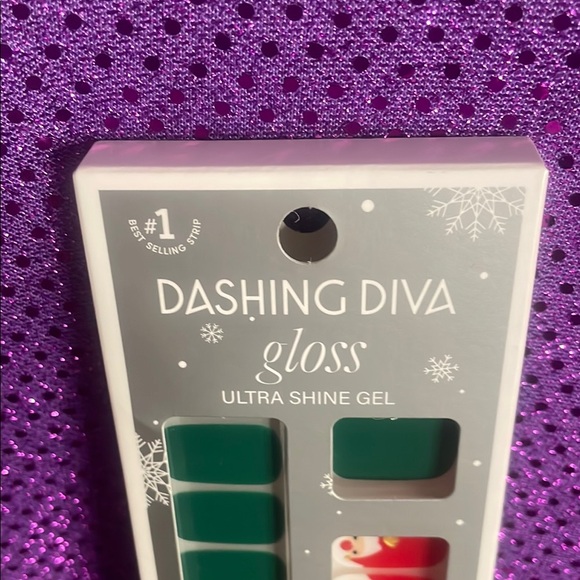 #1
BEST SELLING STRIP
DASHING DIVA
gloss
ULTRA SHINE GEL